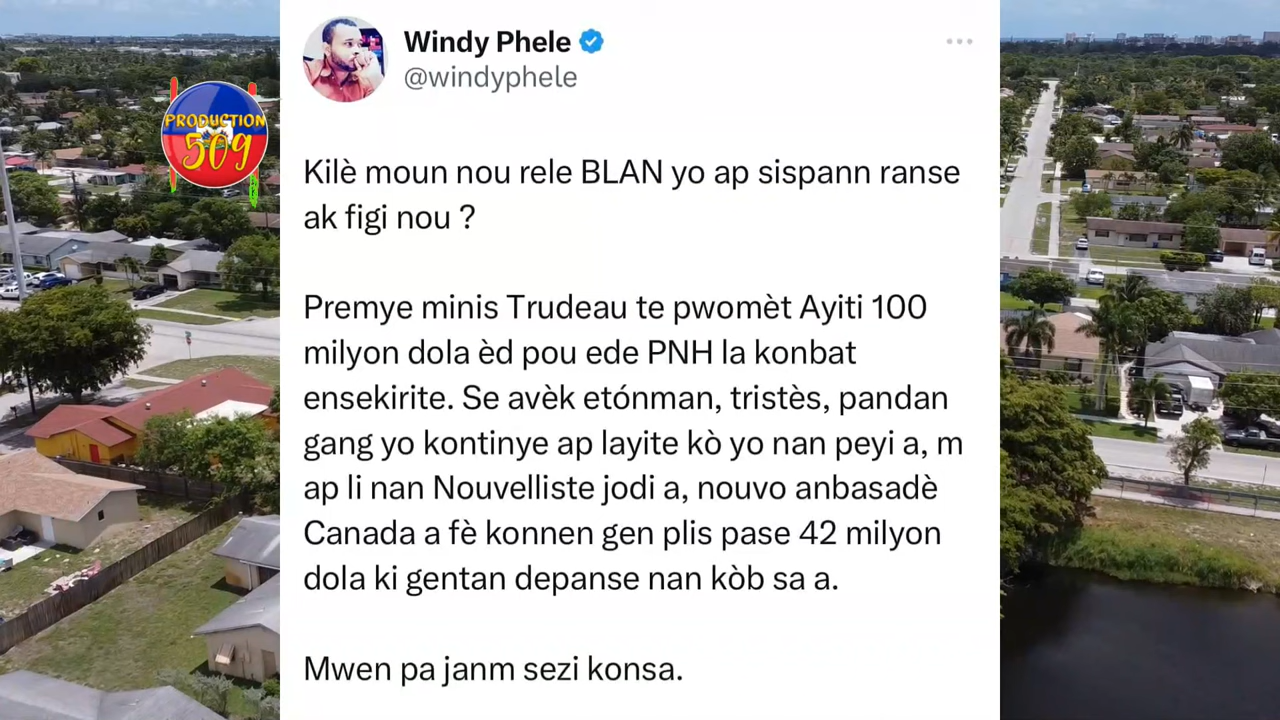 Windy Phele
@windyphele
PRODUCTION
509
Kilè moun nou rele BLAN yo ap sispann ranse
ak figi nou ?
Premye minis Trudeau te pwomèt Ayiti 100
milyon dola èd pou ede PNH la konbat
ensekirite. Se avèk etónman, tristès, pandan
gang yo kontinye ap layite kò yo nan peyi a, m
ap li nan Nouvelliste jodi a, nouvo anbasadè
Canada a fè konnen gen plis pase 42 milyon
dola ki gentan depanse nan kòb sa a.
Mwen pa janm sezi konsa.